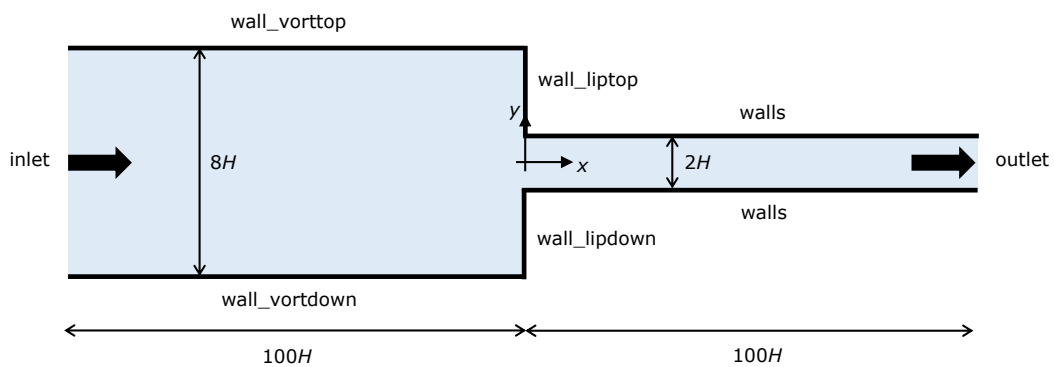 wall_vorttop
wall_liptop
y
walls
inlet
8H
x
2H
outlet
walls
wall_lipdown
wall_vortdown
100H
100H